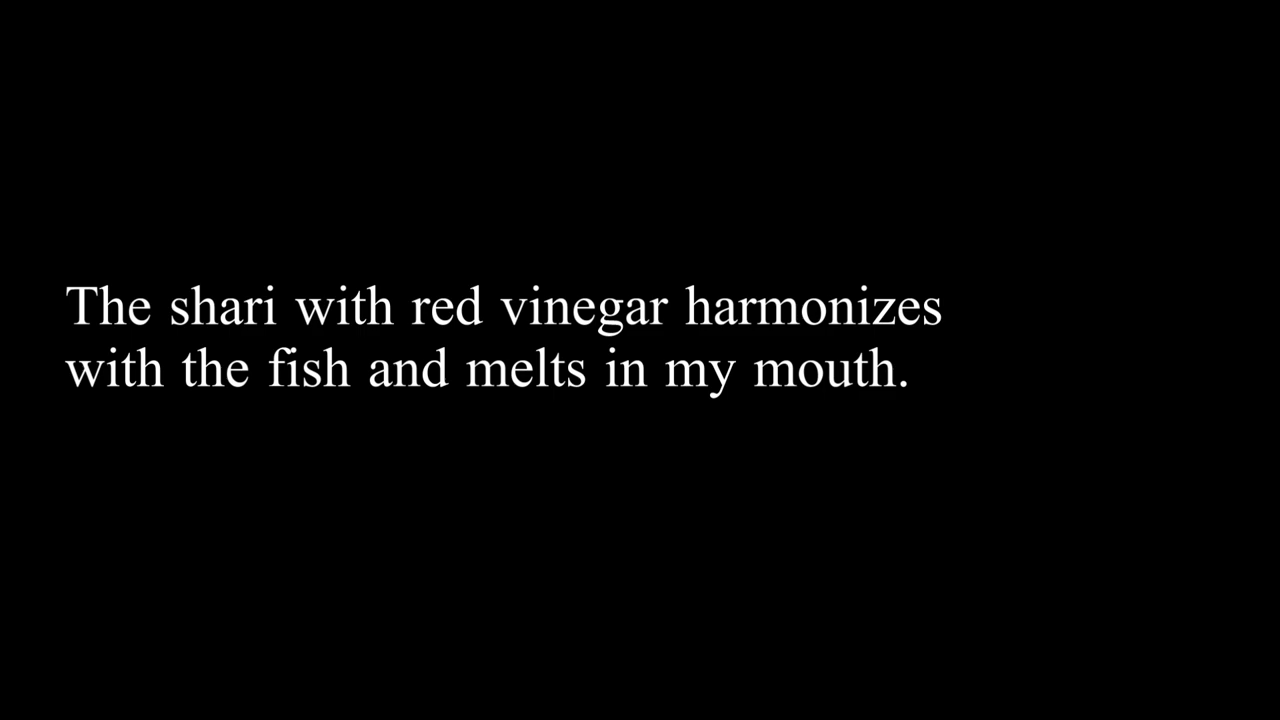 The shari with red vinegar harmonizes
with the fish and melts in my mouth.